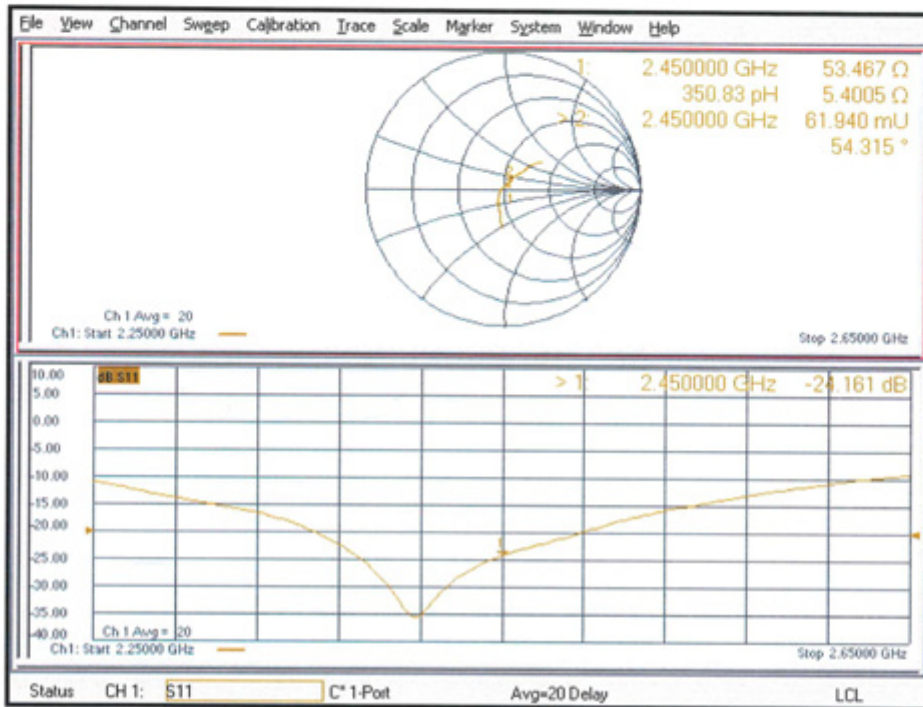 File View Channel Sweep Calibration Trace Scale Marker System Window Help
1: 2.450000 GHz 53.467 Ω
350.83 pH 5.4005 Ω
> 2: 2.450000 GHz 61.940 mU
54.315 °
Ch 1 Avg = 20
Ch1: Start 2.25000 GHz
Stop 2.65000 GHz
10.00 dB S11 > 1: 2.450000 GHz -24.161 dB
5.00
0.00
-5.00
-10.00
-15.00
-20.00
-25.00
-30.00
-35.00
-40.00
1
Ch 1 Avg = 20
Ch1: Start 2.25000 GHz
Stop 2.65000 GHz
Status CH 1: S11 C* 1-Port Avg=20 Delay LCL